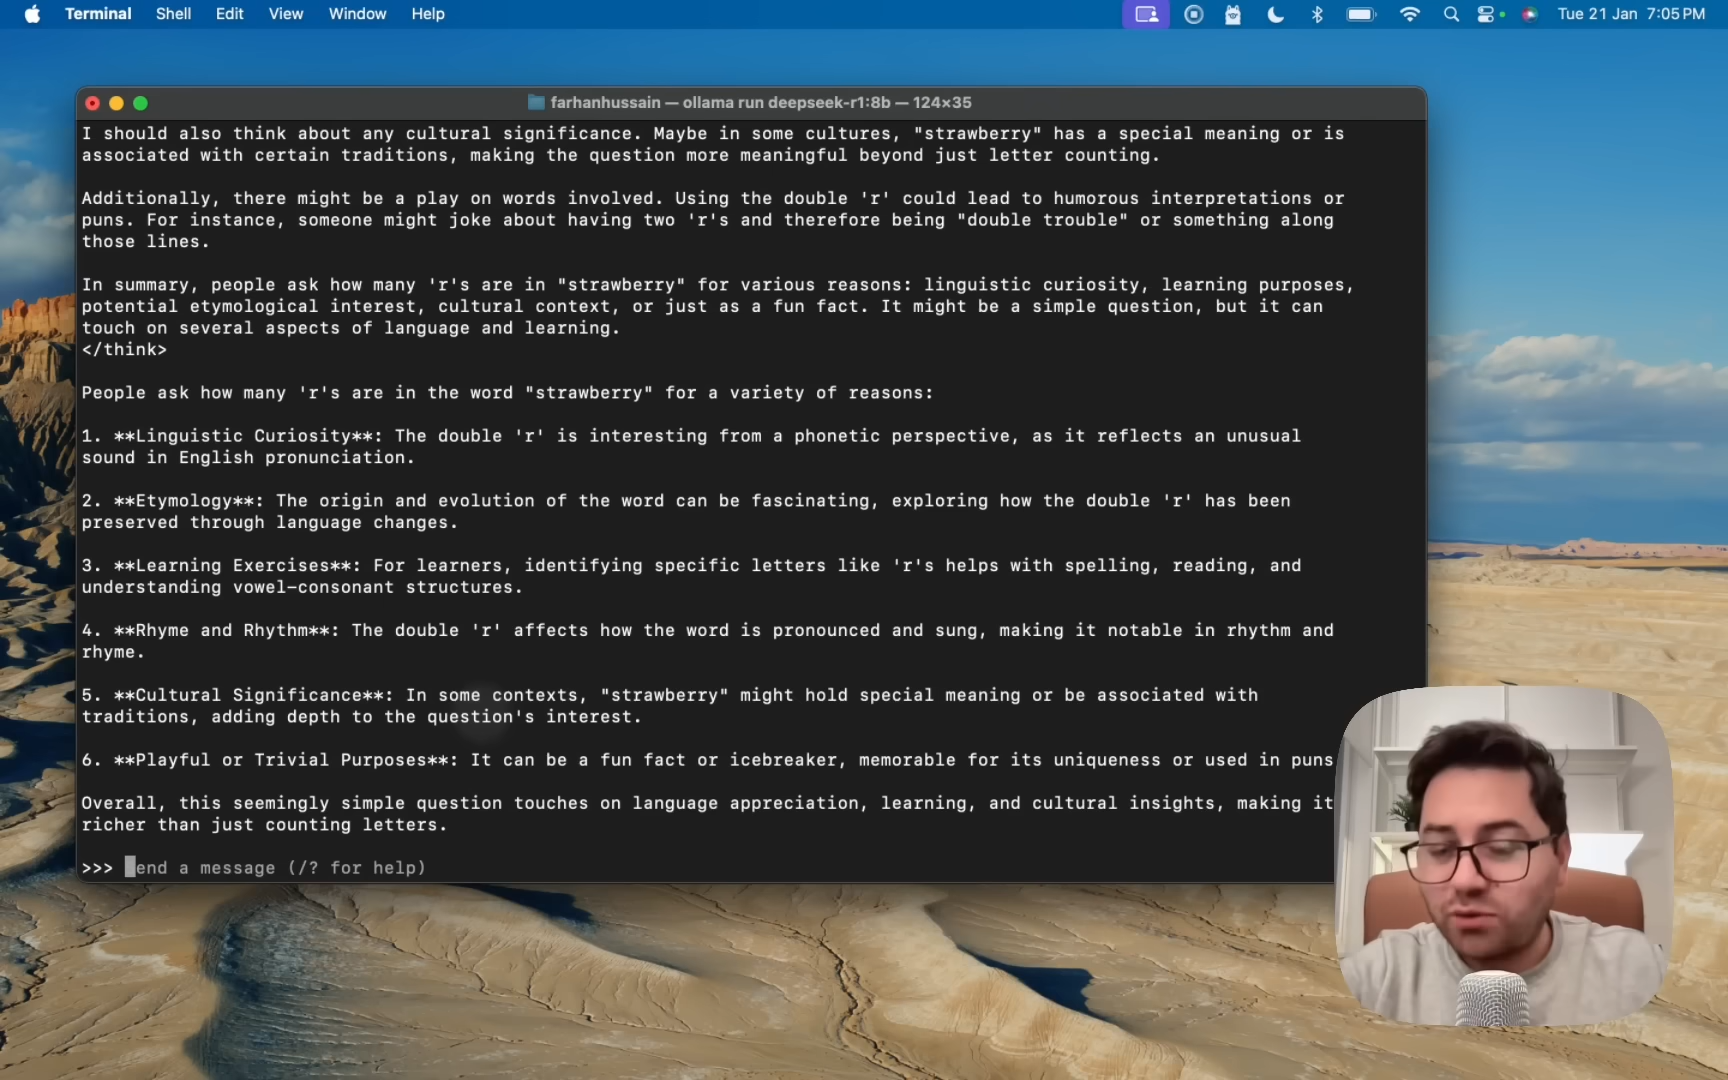 Terminal Shell Edit View Window Help Tue 21 Jan 7:05 PM
farhanhussain — ollama run deepseek-r1:8b — 124×35
I should also think about any cultural significance. Maybe in some cultures, "strawberry" has a special meaning or is
associated with certain traditions, making the question more meaningful beyond just letter counting.
Additionally, there might be a play on words involved. Using the double 'r' could lead to humorous interpretations or
puns. For instance, someone might joke about having two 'r's and therefore being "double trouble" or something along
those lines.
In summary, people ask how many 'r's are in "strawberry" for various reasons: linguistic curiosity, learning purposes,
potential etymological interest, cultural context, or just as a fun fact. It might be a simple question, but it can
touch on several aspects of language and learning.
</think>
People ask how many 'r's are in the word "strawberry" for a variety of reasons:
1. **Linguistic Curiosity**: The double 'r' is interesting from a phonetic perspective, as it reflects an unusual
sound in English pronunciation.
2. **Etymology**: The origin and evolution of the word can be fascinating, exploring how the double 'r' has been
preserved through language changes.
3. **Learning Exercises**: For learners, identifying specific letters like 'r's helps with spelling, reading, and
understanding vowel-consonant structures.
4. **Rhyme and Rhythm**: The double 'r' affects how the word is pronounced and sung, making it notable in rhythm and
rhyme.
5. **Cultural Significance**: In some contexts, "strawberry" might hold special meaning or be associated with
traditions, adding depth to the question's interest.
6. **Playful or Trivial Purposes**: It can be a fun fact or icebreaker, memorable for its uniqueness or used in puns
Overall, this seemingly simple question touches on language appreciation, learning, and cultural insights, making it
richer than just counting letters.
>>> end a message (/? for help)